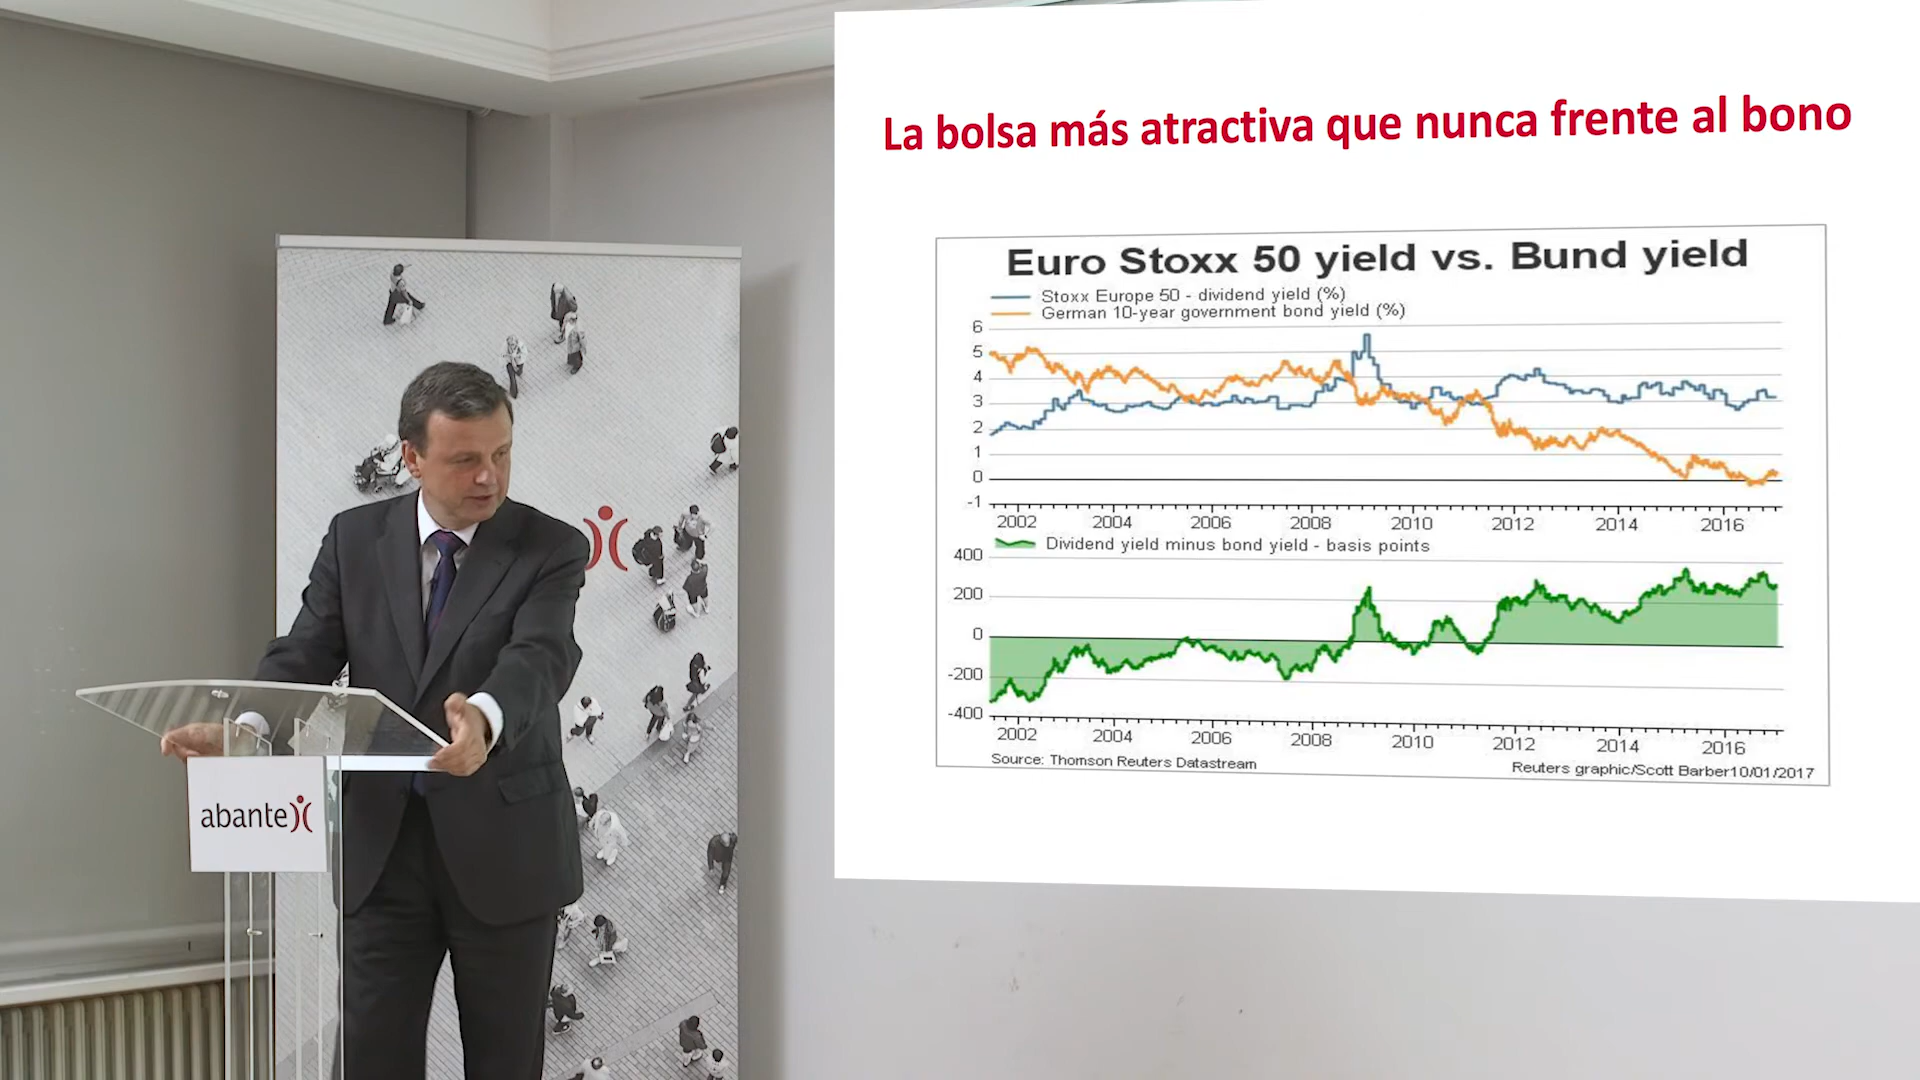 La bolsa más atractiva que nunca frente al bono
Euro Stoxx 50 yield vs. Bund yield
Stoxx Europe 50 - dividend yield (%)
German 10-year government bond yield (%)
6
5
4
3
2
1
0
-1
2002 2004 2006 2008 2010 2012 2014 2016
Dividend yield minus bond yield - basis points
400
200
0
-200
-400
2002 2004 2006 2008 2010 2012 2014 2016
Source: Thomson Reuters Datastream
Reuters graphic/Scott Barber10/01/2017
abante